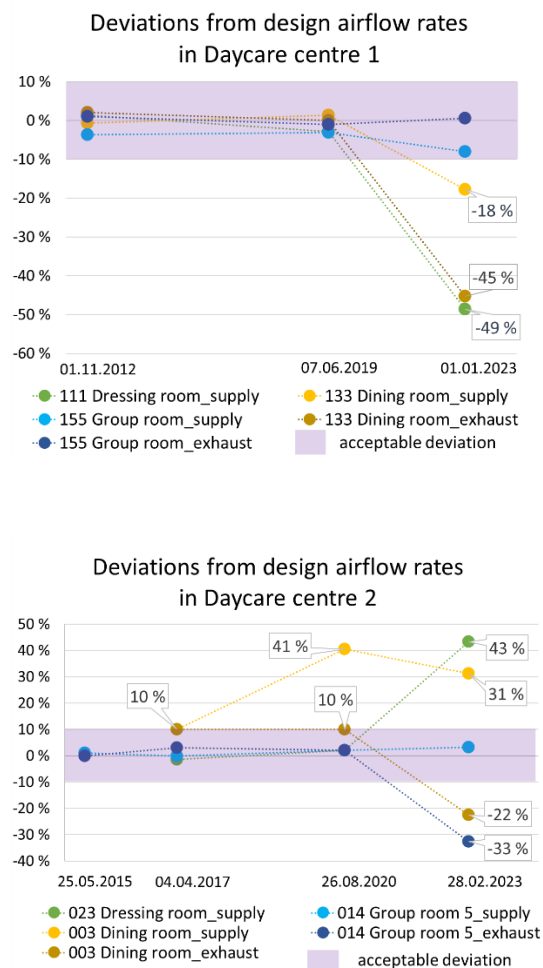 Deviations from design airflow rates
in Daycare centre 1
10 %
0 %
-10 %
-20 %
-30 %
-40 %
-50 %
-60 %
-18 %
-45 %
-49 %
01.11.2012 07.06.2019 01.01.2023
111 Dressing room_supply 133 Dining room_supply
155 Group room_supply 133 Dining room_exhaust
155 Group room_exhaust acceptable deviation
Deviations from design airflow rates
in Daycare centre 2
50 %
40 %
30 %
20 %
10 %
0 %
-10 %
-20 %
-30 %
-40 %
41 %
43 %
10 %
10 %
31 %
-22 %
-33 %
25.05.2015 04.04.2017 26.08.2020 28.02.2023
023 Dressing room_supply 014 Group room 5_supply
003 Dining room_supply 014 Group room 5_exhaust
003 Dining room_exhaust acceptable deviation